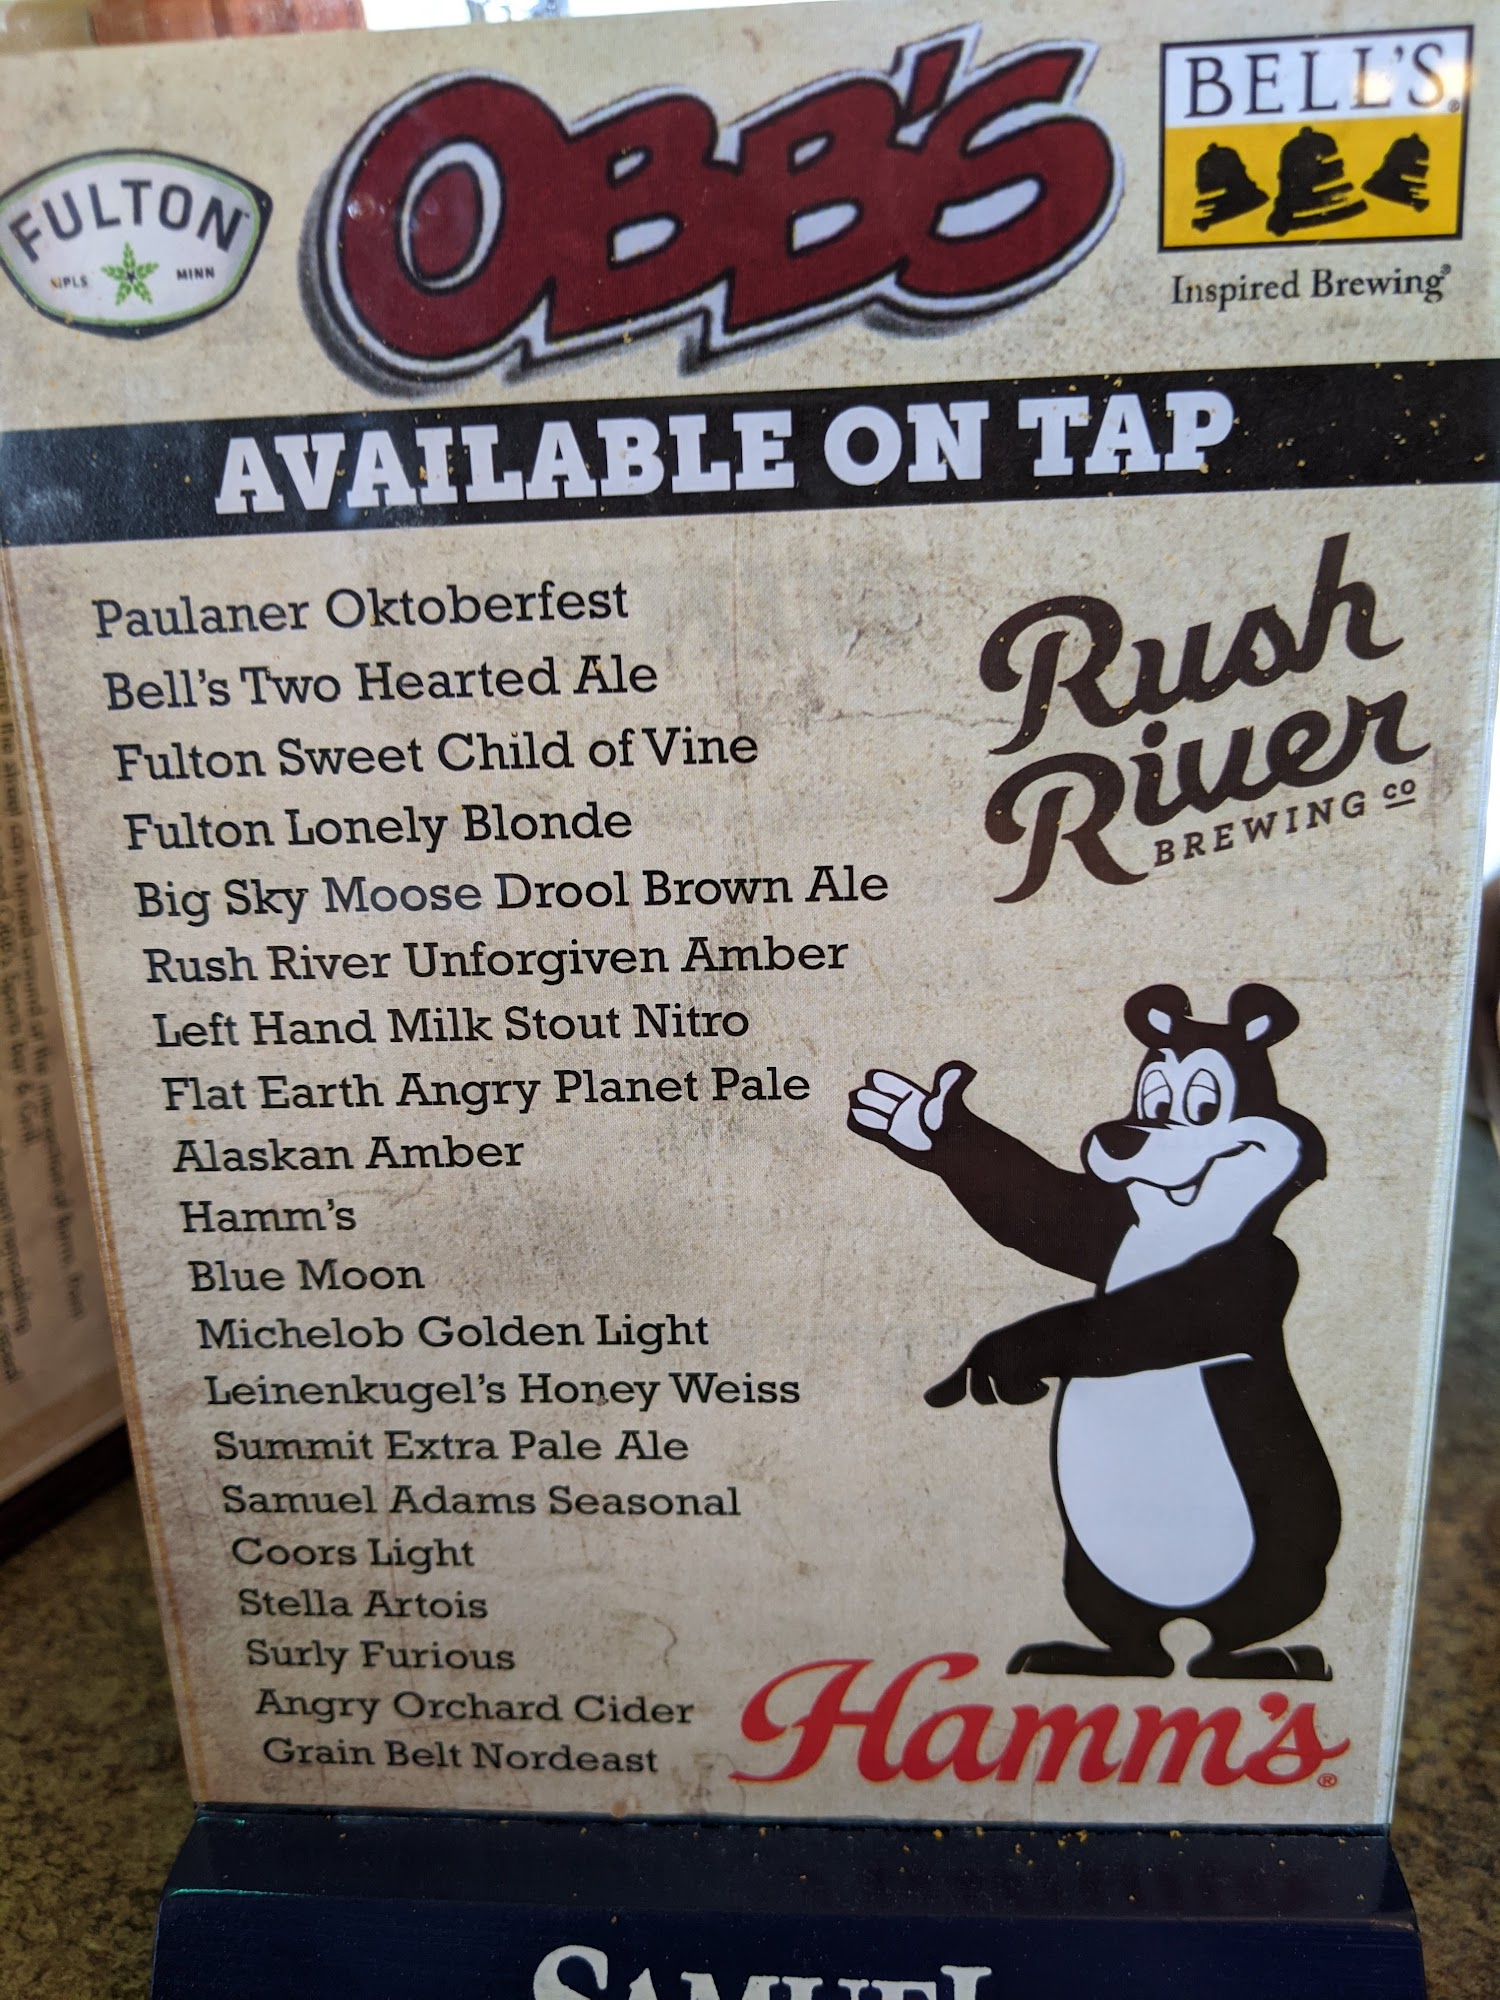 FULTON
MPLS MINN
OBB'S
BELL'S
Inspired Brewing
AVAILABLE ON TAP
Paulaner Oktoberfest
Bell's Two Hearted Ale
Fulton Sweet Child of Vine
Fulton Lonely Blonde
Big Sky Moose Drool Brown Ale
Rush River Unforgiven Amber
Left Hand Milk Stout Nitro
Flat Earth Angry Planet Pale
Alaskan Amber
Hamm's
Blue Moon
Michelob Golden Light
Leinenkugel's Honey Weiss
Summit Extra Pale Ale
Samuel Adams Seasonal
Coors Light
Stella Artois
Surly Furious
Angry Orchard Cider
Grain Belt Nordeast
Rush
River
BREWING CO
Hamm's
SAMUEL